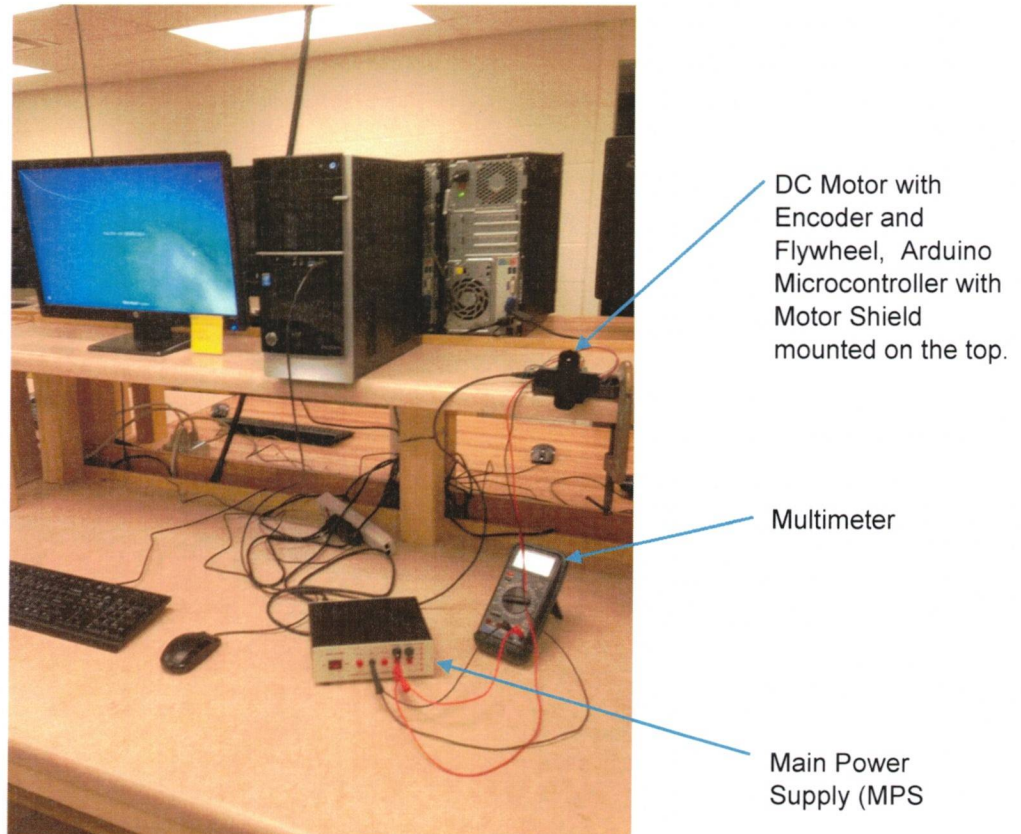 DC Motor with
Encoder and
Flywheel, Arduino
Microcontroller with
Motor Shield
mounted on the top.
Multimeter
Main Power
Supply (MPS